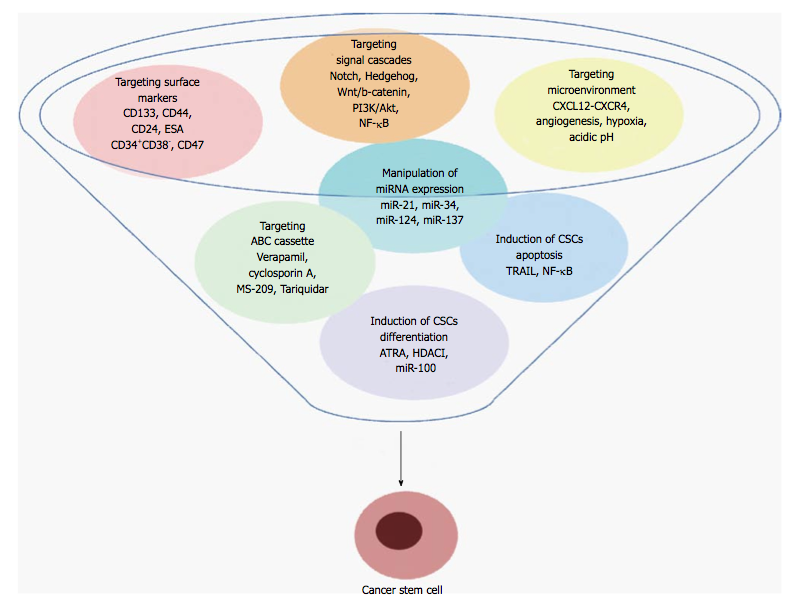 Targeting
signal cascades
Notch, Hedgehog,
Wnt/b-catenin,
PI3K/Akt,
NF-κB
Targeting surface
markers
CD133, CD44,
CD24, ESA
CD34⁺CD38⁻, CD47
Targeting
microenvironment
CXCL12-CXCR4,
angiogenesis, hypoxia,
acidic pH
Manipulation of
miRNA expression
miR-21, miR-34,
miR-124, miR-137
Targeting
ABC cassette
Verapamil,
cyclosporin A,
MS-209, Tariquidar
Induction of CSCs
apoptosis
TRAIL, NF-κB
Induction of CSCs
differentiation
ATRA, HDACI,
miR-100
Cancer stem cell